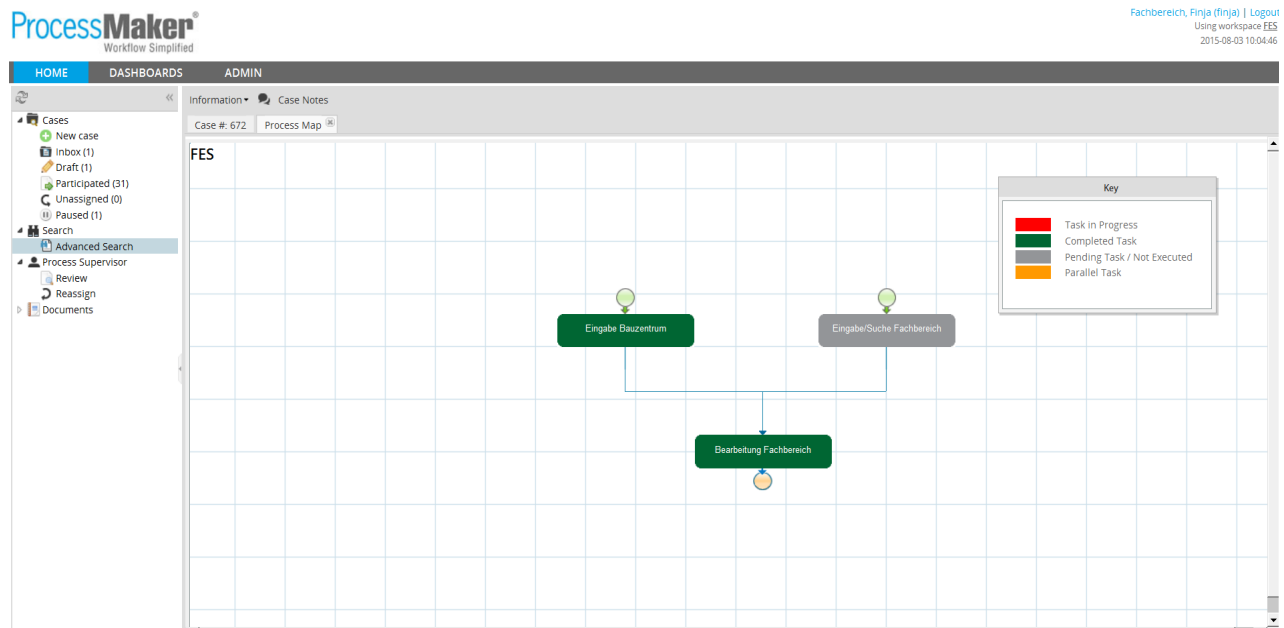 ProcessMaker®
Workflow Simplified
Fachbereich, Finja (finja) | Logout
Using workspace FES
2015-08-03 10:04:46
HOME DASHBOARDS ADMIN
Information Case Notes
Case #: 672 Process Map
Cases
New case
Inbox (1)
Draft (1)
Participated (31)
Unassigned (0)
Paused (1)
Search
Advanced Search
Process Supervisor
Review
Reassign
Documents
FES
Key
Task in Progress
Completed Task
Pending Task / Not Executed
Parallel Task
Eingabe Bauzentrum
Eingabe/Suche Fachbereich
Bearbeitung Fachbereich